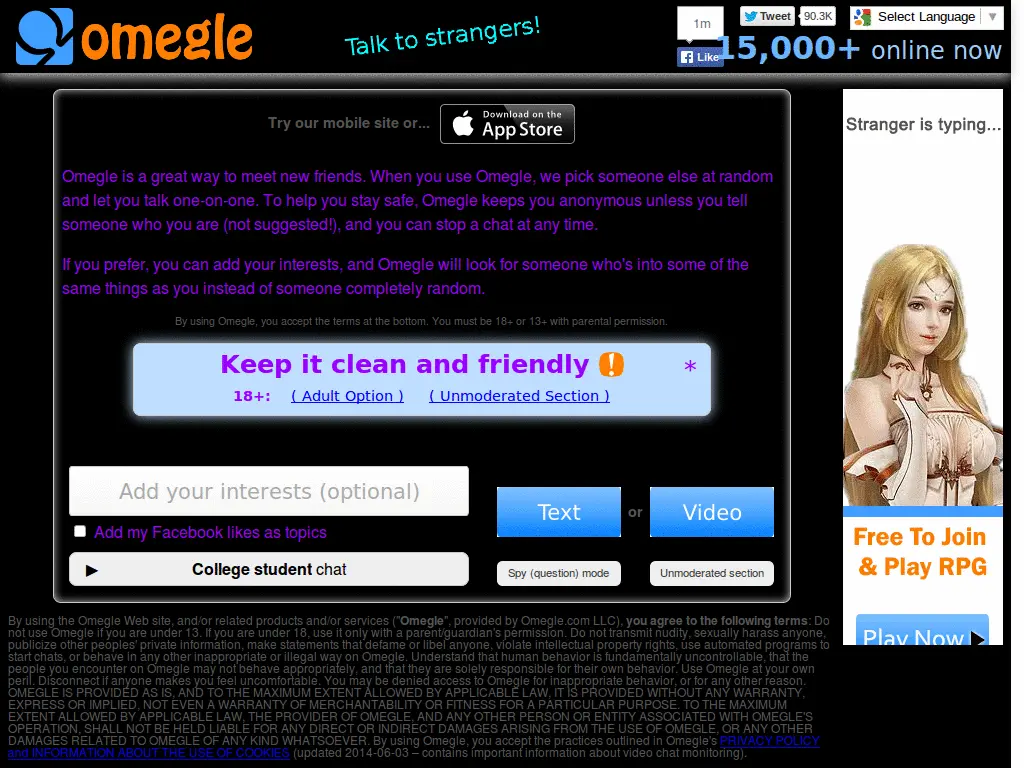 omegle
Talk to strangers!
1m
Like
Tweet
90.3K
Select Language ▼
15,000+ online now
Try our mobile site or...
Download on the
App Store
Omegle is a great way to meet new friends. When you use Omegle, we pick someone else at random
and let you talk one-on-one. To help you stay safe, Omegle keeps you anonymous unless you tell
someone who you are (not suggested!), and you can stop a chat at any time.
If you prefer, you can add your interests, and Omegle will look for someone who's into some of the
same things as you instead of someone completely random.
By using Omegle, you accept the terms at the bottom. You must be 18+ or 13+ with parental permission.
Keep it clean and friendly ! *
18+: ( Adult Option ) ( Unmoderated Section )
Add your interests (optional)
Add my Facebook likes as topics
▶ College student chat
Text or Video
Spy (question) mode
Unmoderated section
Stranger is typing...
Free To Join
& Play RPG
Play Now
By using the Omegle Web site, and/or related products and/or services ("Omegle", provided by Omegle.com LLC), you agree to the following terms: Do
not use Omegle if you are under 13. If you are under 18, use it only with a parent/guardian's permission. Do not transmit nudity, sexually harass anyone,
publicize other peoples' private information, make statements that defame or libel anyone, violate intellectual property rights, use automated programs to
start chats, or behave in any other inappropriate or illegal way on Omegle. Understand that human behavior is fundamentally uncontrollable, that the
people you encounter on Omegle may not behave appropriately, and that they are solely responsible for their own behavior. Use Omegle at your own
peril. Disconnect if anyone makes you feel uncomfortable. You may be denied access to Omegle for inappropriate behavior, or for any other reason.
OMEGLE IS PROVIDED AS IS, AND TO THE MAXIMUM EXTENT ALLOWED BY APPLICABLE LAW, IT IS PROVIDED WITHOUT ANY WARRANTY,
EXPRESS OR IMPLIED, NOT EVEN A WARRANTY OF MERCHANTABILITY OR FITNESS FOR A PARTICULAR PURPOSE. TO THE MAXIMUM
EXTENT ALLOWED BY APPLICABLE LAW, THE PROVIDER OF OMEGLE, AND ANY OTHER PERSON OR ENTITY ASSOCIATED WITH OMEGLE'S
OPERATION, SHALL NOT BE HELD LIABLE FOR ANY DIRECT OR INDIRECT DAMAGES ARISING FROM THE USE OF OMEGLE, OR ANY OTHER
DAMAGES RELATED TO OMEGLE OF ANY KIND WHATSOEVER. By using Omegle, you accept the practices outlined in Omegle's PRIVACY POLICY
and INFORMATION ABOUT THE USE OF COOKIES (updated 2014-06-03 – contains important information about video chat monitoring).